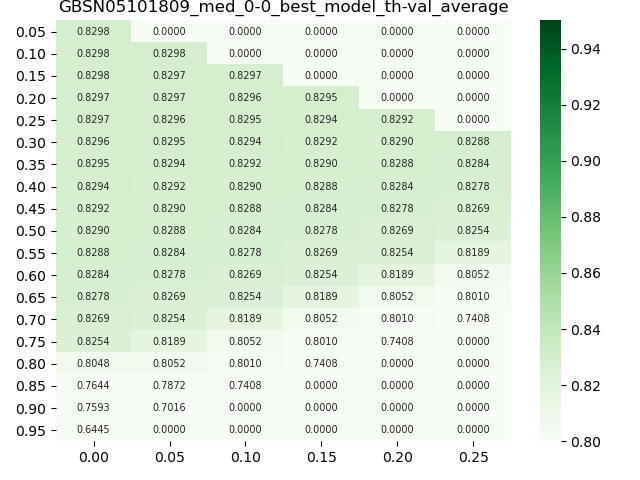 GBSN05101809_med_0-0_best_model_th-val_average
0.05 0.8298 0.0000 0.0000 0.0000 0.0000 0.0000
0.10 0.8298 0.8298 0.0000 0.0000 0.0000 0.0000
0.15 0.8298 0.8297 0.8297 0.0000 0.0000 0.0000
0.20 0.8297 0.8297 0.8296 0.8295 0.0000 0.0000
0.25 0.8297 0.8296 0.8295 0.8294 0.8292 0.0000
0.30 0.8296 0.8295 0.8294 0.8292 0.8290 0.8288
0.35 0.8295 0.8294 0.8292 0.8290 0.8288 0.8284
0.40 0.8294 0.8292 0.8290 0.8288 0.8284 0.8278
0.45 0.8292 0.8290 0.8288 0.8284 0.8278 0.8269
0.50 0.8290 0.8288 0.8284 0.8278 0.8269 0.8254
0.55 0.8288 0.8284 0.8278 0.8269 0.8254 0.8189
0.60 0.8284 0.8278 0.8269 0.8254 0.8189 0.8052
0.65 0.8278 0.8269 0.8254 0.8189 0.8052 0.8010
0.70 0.8269 0.8254 0.8189 0.8052 0.8010 0.7408
0.75 0.8254 0.8189 0.8052 0.8010 0.7408 0.0000
0.80 0.8048 0.8052 0.8010 0.7408 0.0000 0.0000
0.85 0.7644 0.7872 0.7408 0.0000 0.0000 0.0000
0.90 0.7593 0.7016 0.0000 0.0000 0.0000 0.0000
0.95 0.6445 0.0000 0.0000 0.0000 0.0000 0.0000
0.00 0.05 0.10 0.15 0.20 0.25
0.94
0.92
0.90
0.88
0.86
0.84
0.82
0.80